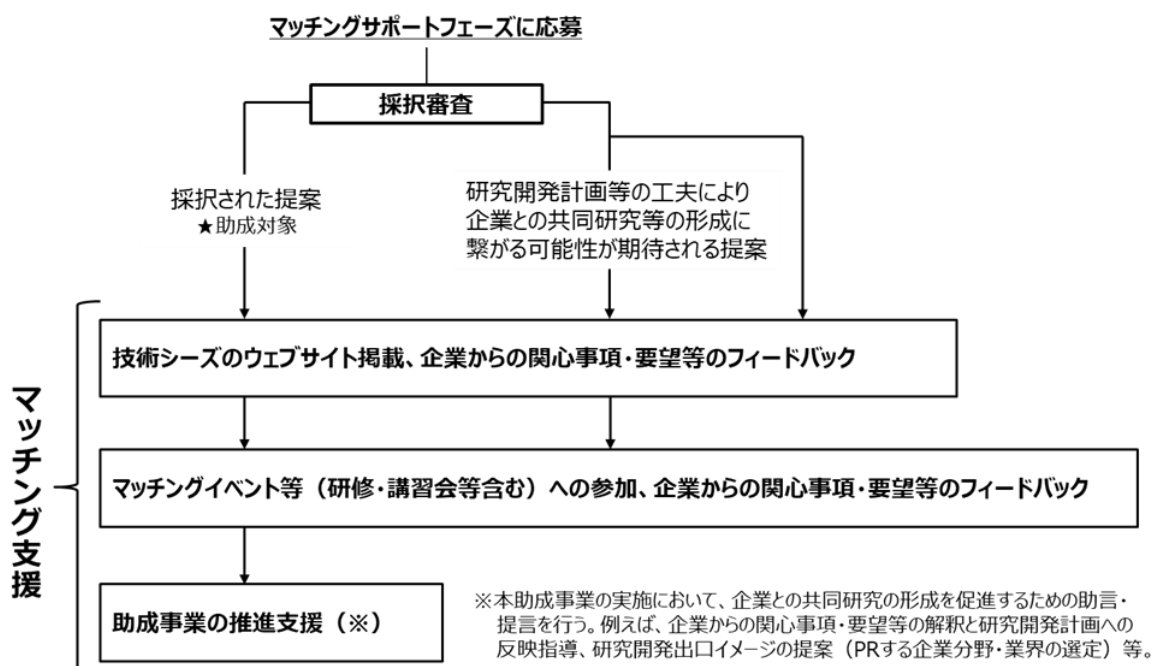 マッチングサポートフェーズに応募
採択審査
採択された提案
★助成対象
研究開発計画等の工夫により
企業との共同研究等の形成に
繋がる可能性が期待される提案
マッチング支援
技術シーズのウェブサイト掲載、企業からの関心事項・要望等のフィードバック
マッチングイベント等（研修・講習会等含む）への参加、企業からの関心事項・要望等のフィードバック
助成事業の推進支援（※）
※本助成事業の実施において、企業との共同研究の形成を促進するための助言・
提言を行う。例えば、企業からの関心事項・要望等の解釈と研究開発計画への
反映指導、研究開発出口イメージの提案（PRする企業分野・業界の選定）等。